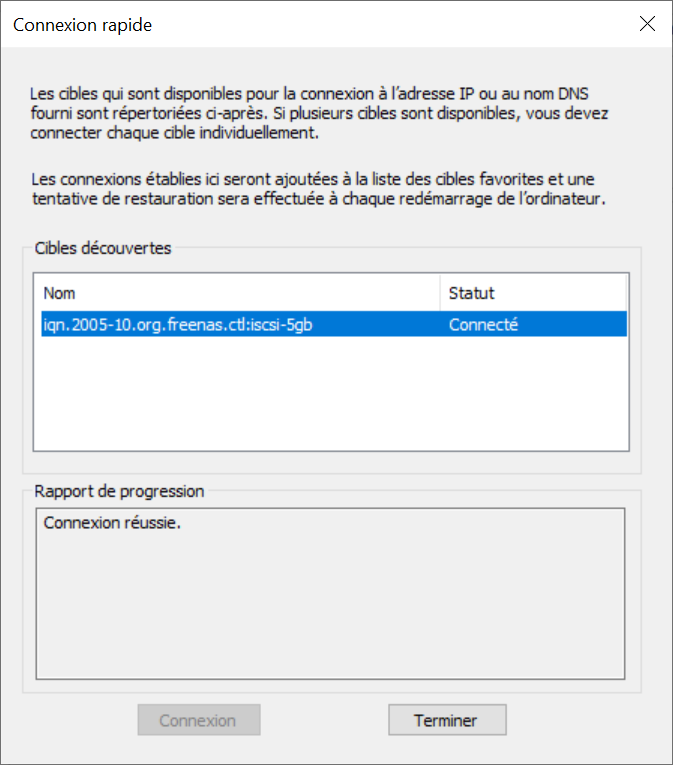 Connexion rapide
Les cibles qui sont disponibles pour la connexion à l’adresse IP ou au nom DNS
fourni sont répertoriées ci-après. Si plusieurs cibles sont disponibles, vous devez
connecter chaque cible individuellement.
Les connexions établies ici seront ajoutées à la liste des cibles favorites et une
tentative de restauration sera effectuée à chaque redémarrage de l’ordinateur.
Cibles découvertes
Nom Statut
iqn.2005-10.org.freenas.ctl:iscsi-5gb Connecté
Rapport de progression
Connexion réussie.
Connexion Terminer